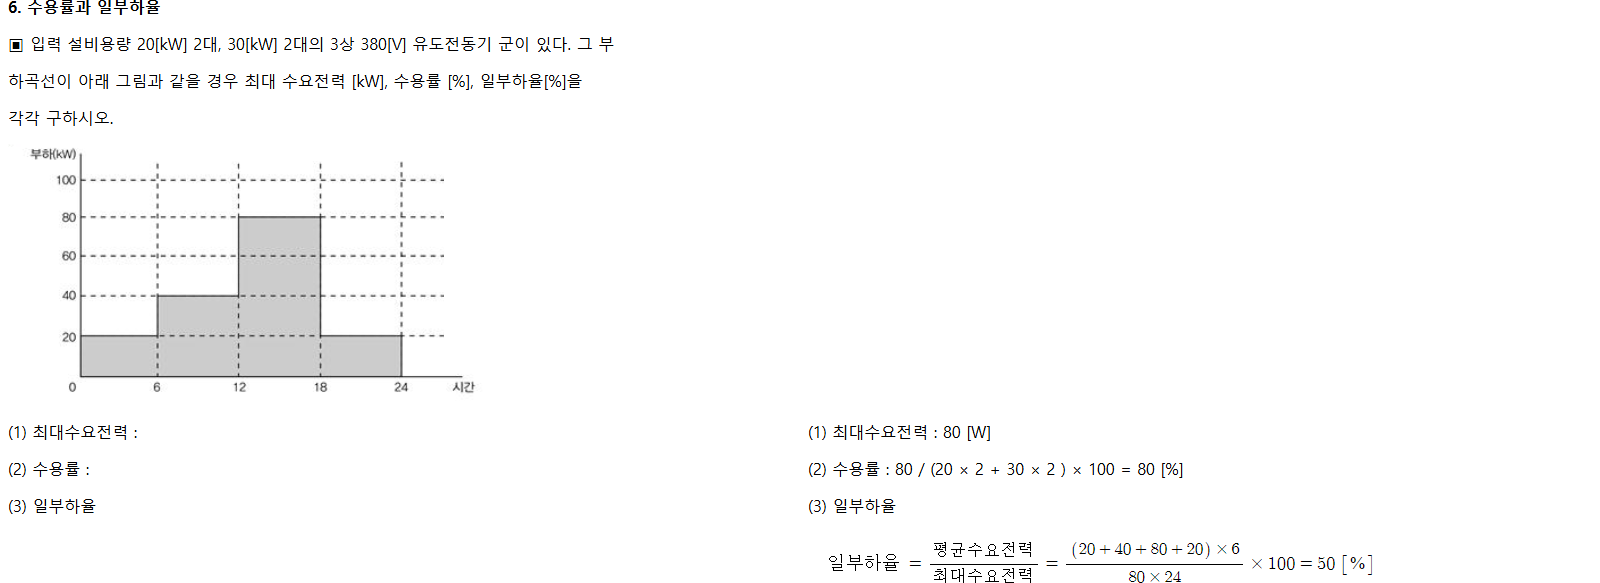 6. 수용률과 일부하율
▣ 입력 설비용량 20[kW] 2대, 30[kW] 2대의 3상 380[V] 유도전동기 군이 있다. 그 부
하곡선이 아래 그림과 같을 경우 최대 수요전력 [kW], 수용률 [%], 일부하율[%]을
각각 구하시오.
부하(kW)
100
80
60
40
20
0 6 12 18 24 시간
(1) 최대수요전력 :
(2) 수용률 :
(3) 일부하율
(1) 최대수요전력 : 80 [W]
(2) 수용률 : 80 / (20 × 2 + 30 × 2 ) × 100 = 80 [%]
(3) 일부하율
일부하율 = 평균수요전력 / 최대수요전력 = (20+40+80+20)×6 / 80×24 × 100 = 50 [%]